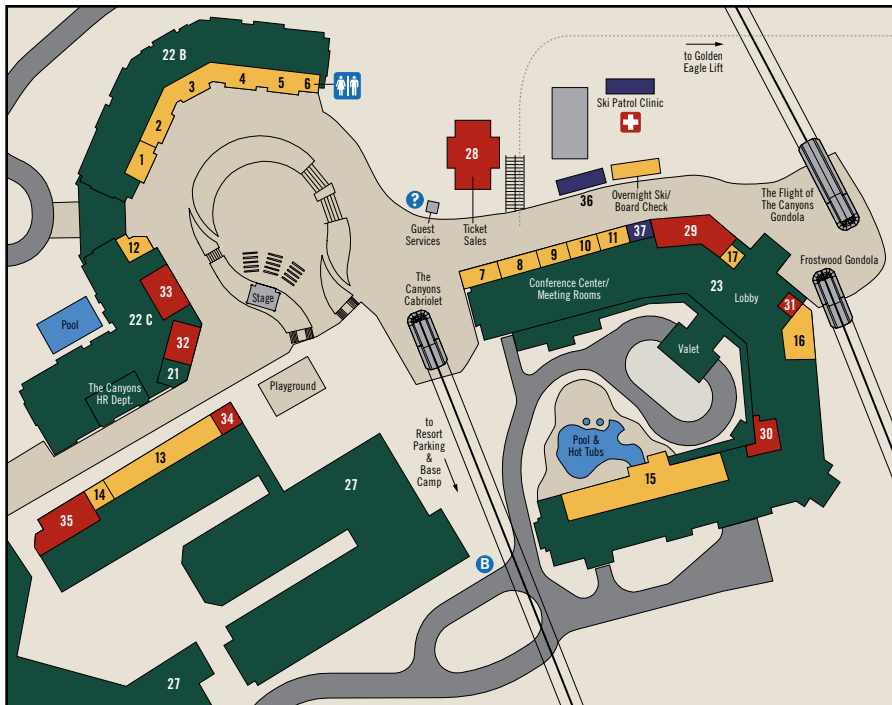 22 B
1
2
3
4
5
6
to Golden
Eagle Lift
Ski Patrol Clinic
28
?
Guest
Services
Ticket
Sales
36
Overnight Ski/
Board Check
The Flight of
The Canyons
Gondola
Frostwood Gondola
12
33
32
22 C
21
Pool
Stage
The Canyons
HR Dept.
Playground
The
Canyons
Cabriolet
7
8
9
10
11
37
29
17
Conference Center/
Meeting Rooms
23
Lobby
31
16
Valet
30
Pool &
Hot Tubs
15
34
13
14
35
to
Resort
Parking
&
Base
Camp
27
B
27